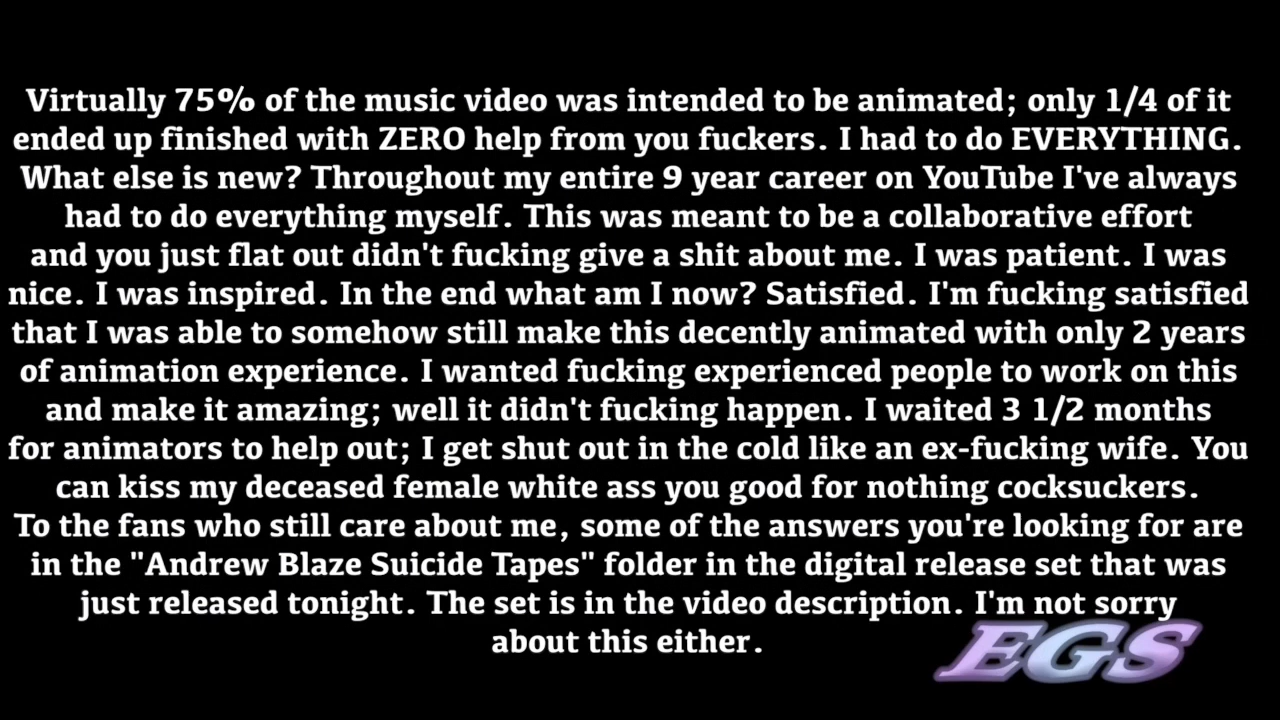 Virtually 75% of the music video was intended to be animated; only 1/4 of it
ended up finished with ZERO help from you fuckers. I had to do EVERYTHING.
What else is new? Throughout my entire 9 year career on YouTube I've always
had to do everything myself. This was meant to be a collaborative effort
and you just flat out didn't fucking give a shit about me. I was patient. I was
nice. I was inspired. In the end what am I now? Satisfied. I'm fucking satisfied
that I was able to somehow still make this decently animated with only 2 years
of animation experience. I wanted fucking experienced people to work on this
and make it amazing; well it didn't fucking happen. I waited 3 1/2 months
for animators to help out; I get shut out in the cold like an ex-fucking wife. You
can kiss my deceased female white ass you good for nothing cocksuckers.
To the fans who still care about me, some of the answers you're looking for are
in the "Andrew Blaze Suicide Tapes" folder in the digital release set that was
just released tonight. The set is in the video description. I'm not sorry
about this either.
EGS